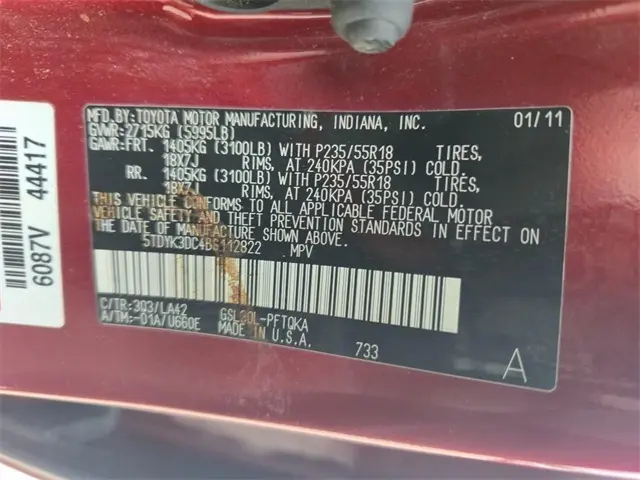 6087V 44417
MFD.BY:TOYOTA MOTOR MANUFACTURING, INDIANA, INC. 01/11
GVWR:2715KG (5995LB)
GAWR:FRT. 1405KG (3100LB) WITH P235/55R18 TIRES,
18X7J RIMS, AT 240KPA (35PSI) COLD.
RR. 1405KG (3100LB) WITH P235/55R18 TIRES,
18X7J RIMS, AT 240KPA (35PSI) COLD.
THIS VEHICLE CONFORMS TO ALL APPLICABLE FEDERAL MOTOR
VEHICLE SAFETY AND THEFT PREVENTION STANDARDS IN EFFECT ON
THE DATE OF MANUFACTURE SHOWN ABOVE.
5TDYK3DC4BS112822 MPV
C/TR:303/LA42 GSL30L-PFTQKA
A/TM:-01A/U660E MADE IN U.S.A. 733
A